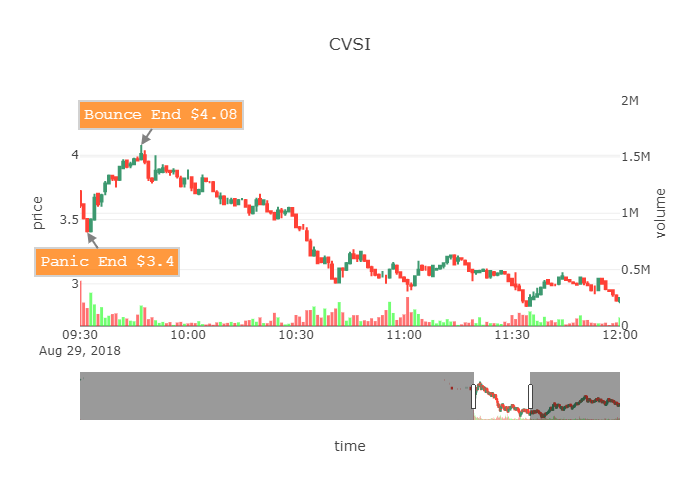 CVSI
2M
Bounce End $4.08
4
1.5M
price
3.5
1M
volume
Panic End $3.4
3
0.5M
0
09:30 10:00 10:30 11:00 11:30 12:00
Aug 29, 2018
time